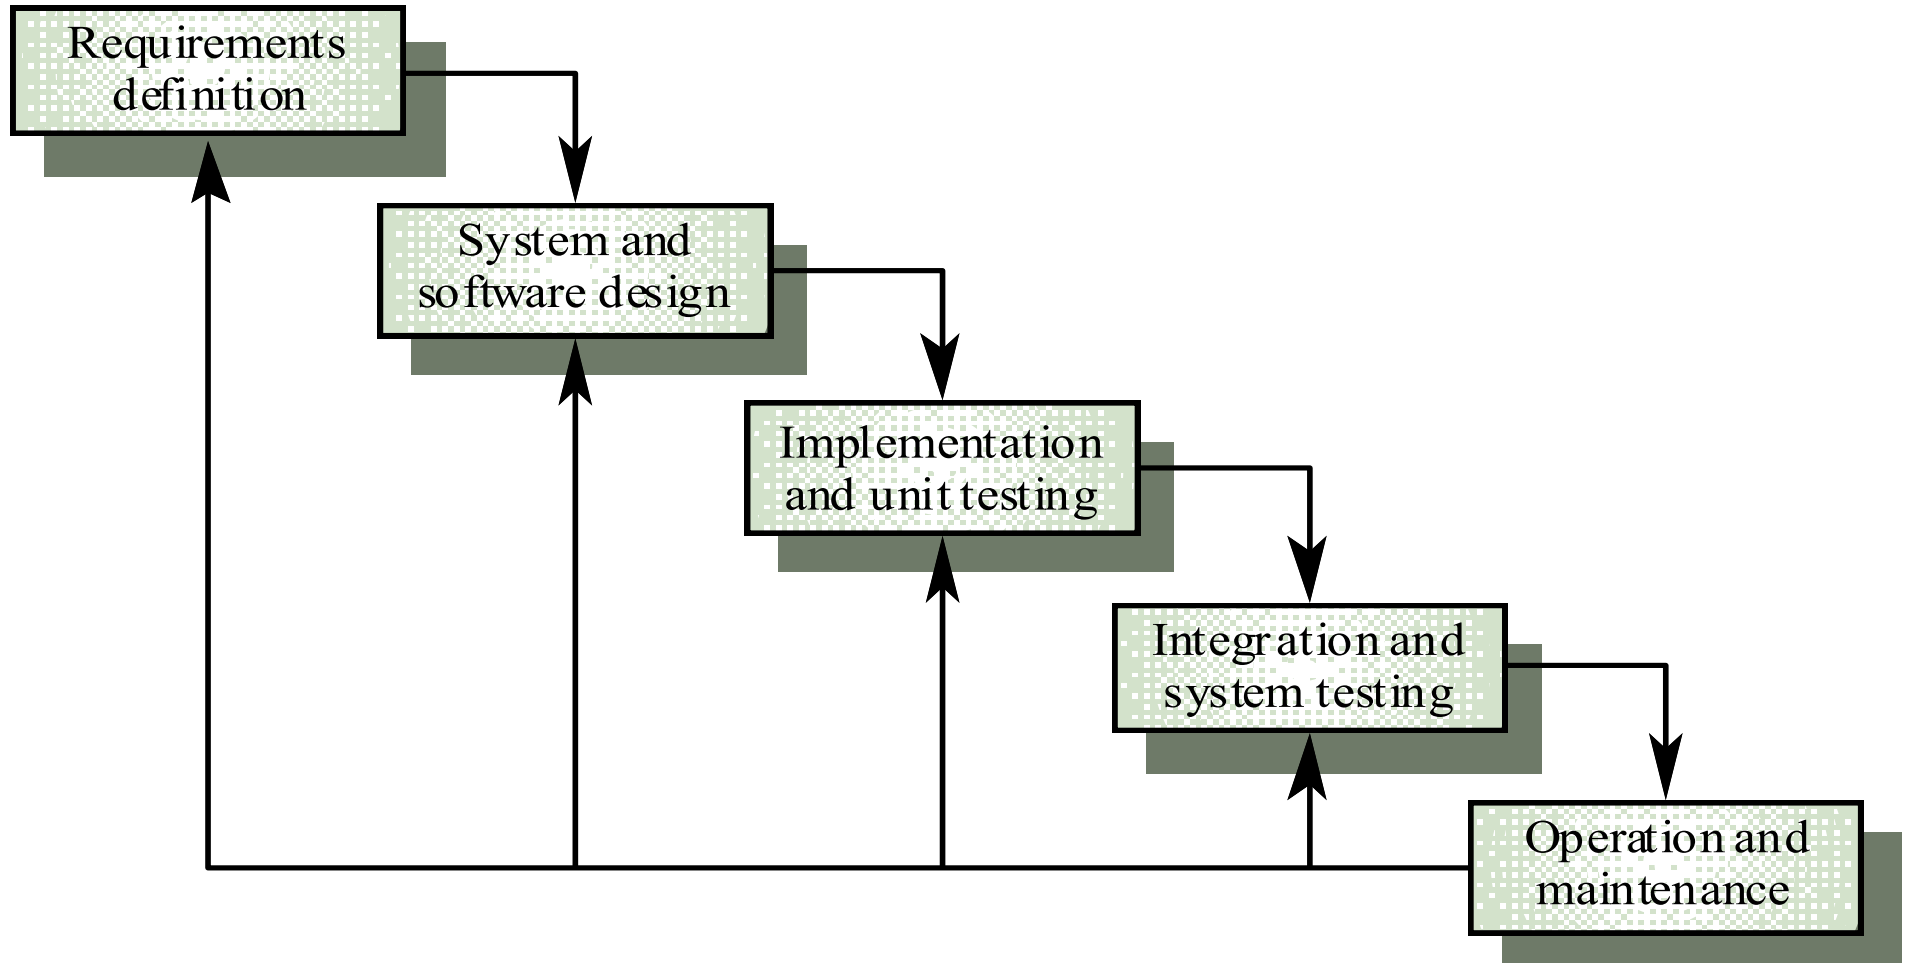 Requirements
definition
System and
software design
Implementation
and unit testing
Integration and
system testing
Operation and
maintenance